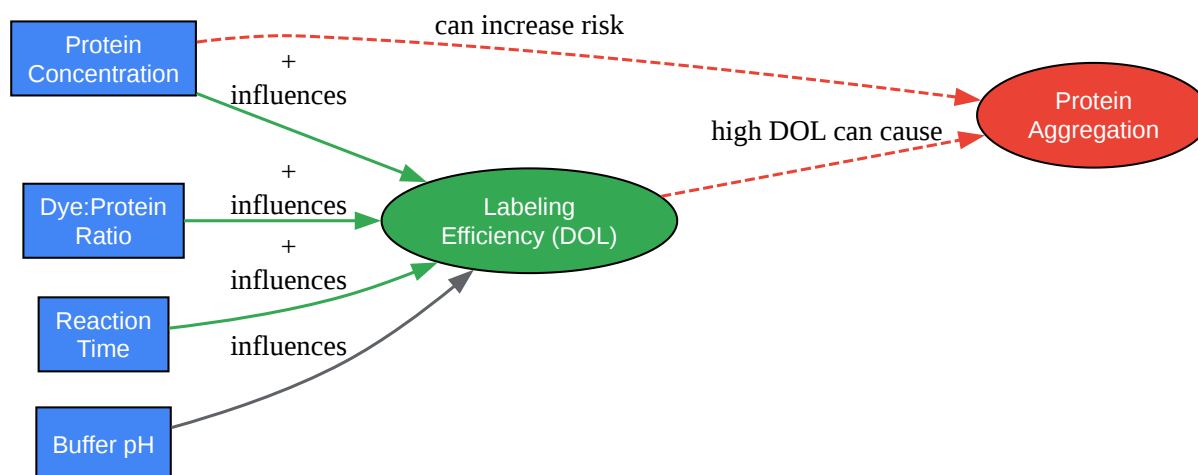 can increase risk
Protein
Concentration
+
influences
Protein
Aggregation
high DOL can cause
+
influences
Dye:Protein
Ratio
Labeling
Efficiency (DOL)
+
influences
Reaction
Time
influences
Buffer pH